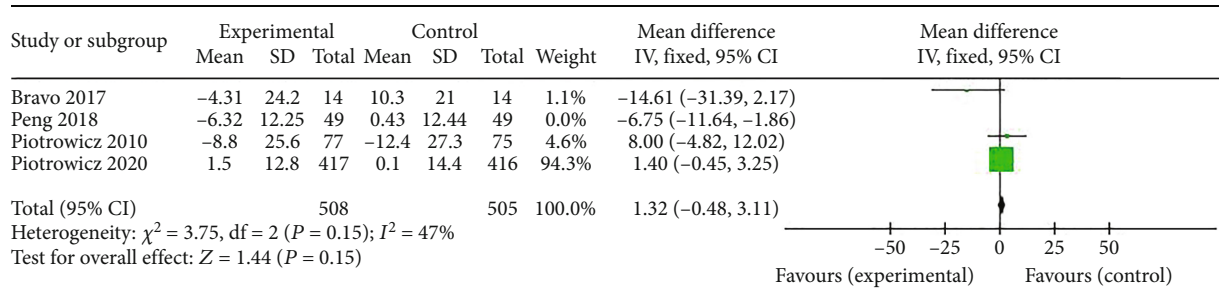 Study or subgroup Experimental Control Mean difference Mean difference
Mean SD Total Mean SD Total Weight IV, fixed, 95% CI IV, fixed, 95% CI
Bravo 2017 –4.31 24.2 14 10.3 21 14 1.1% –14.61 (–31.39, 2.17)
Peng 2018 –6.32 12.25 49 0.43 12.44 49 0.0% –6.75 (–11.64, –1.86)
Piotrowicz 2010 –8.8 25.6 77 –12.4 27.3 75 4.6% 8.00 (–4.82, 12.02)
Piotrowicz 2020 1.5 12.8 417 0.1 14.4 416 94.3% 1.40 (–0.45, 3.25)
Total (95% CI) 508 505 100.0% 1.32 (–0.48, 3.11)
Heterogeneity: χ² = 3.75, df = 2 (P = 0.15); I² = 47%
Test for overall effect: Z = 1.44 (P = 0.15)
–50 –25 0 25 50
Favours (experimental) Favours (control)